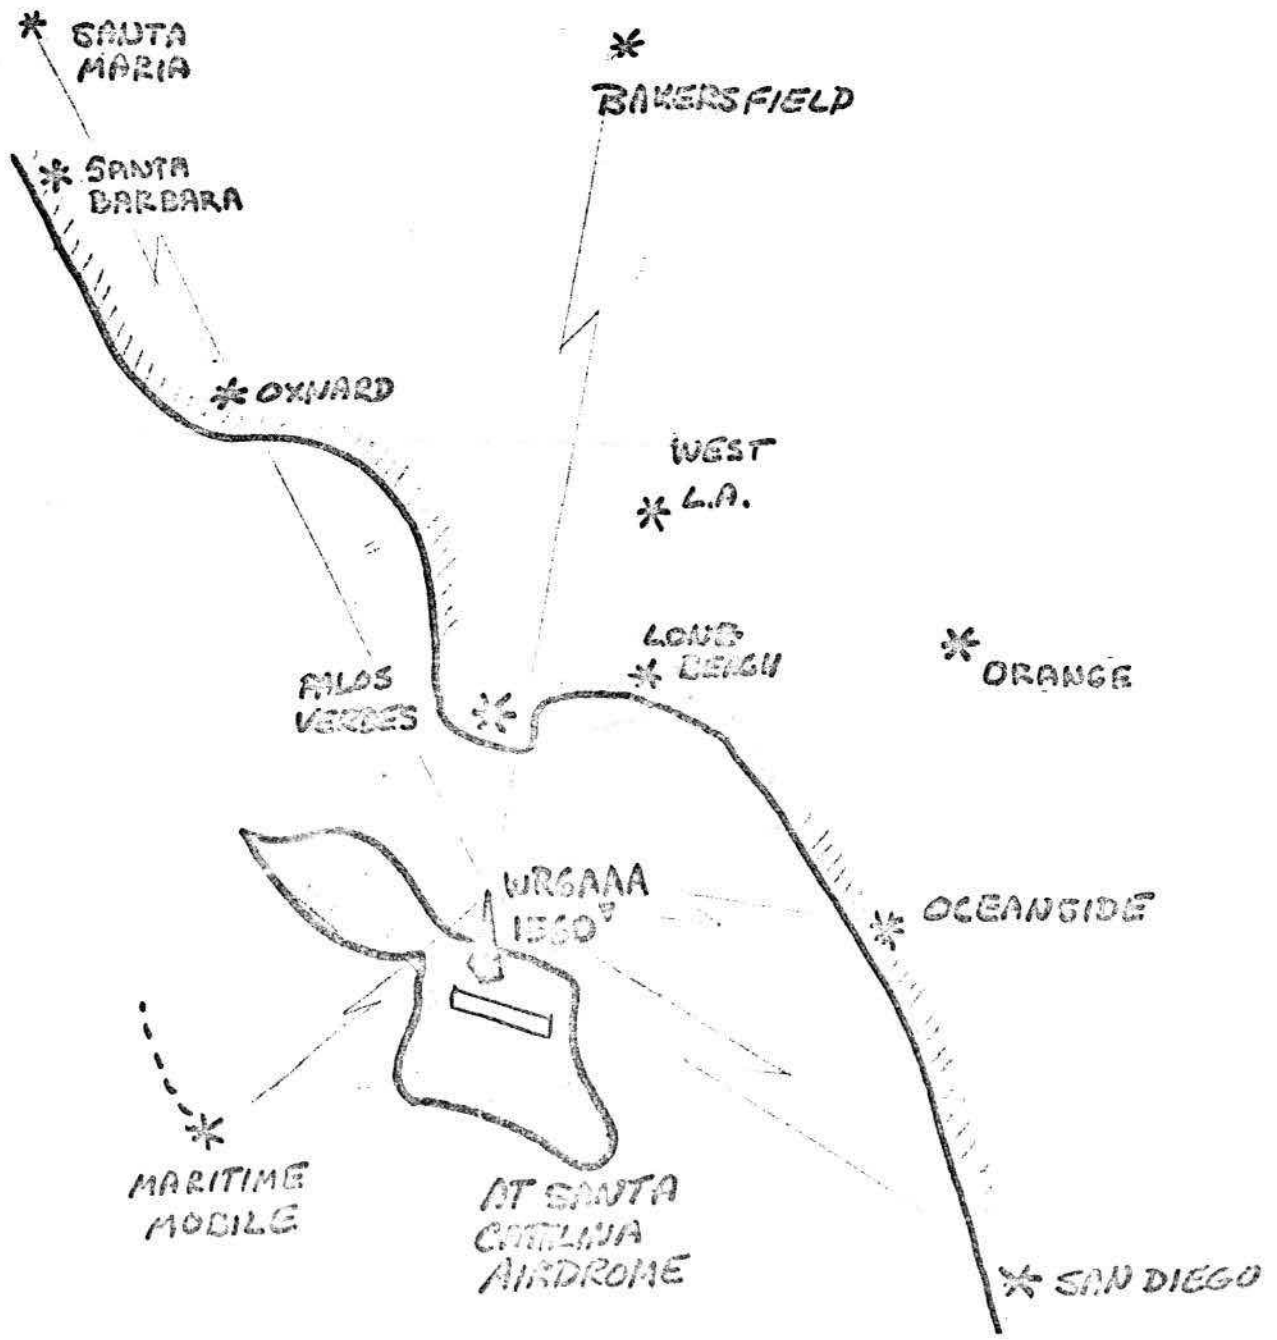 SANTA
MARIA
BAKERSFIELD
SANTA
BARBARA
OXNARD
WEST
L.A.
LONG
BEACH
ORANGE
PALOS
VERDES
WR6AAA
1560'
OCEANSIDE
MARITIME
MOBILE
AT SANTA
CATALINA
AIRDROME
SAN DIEGO